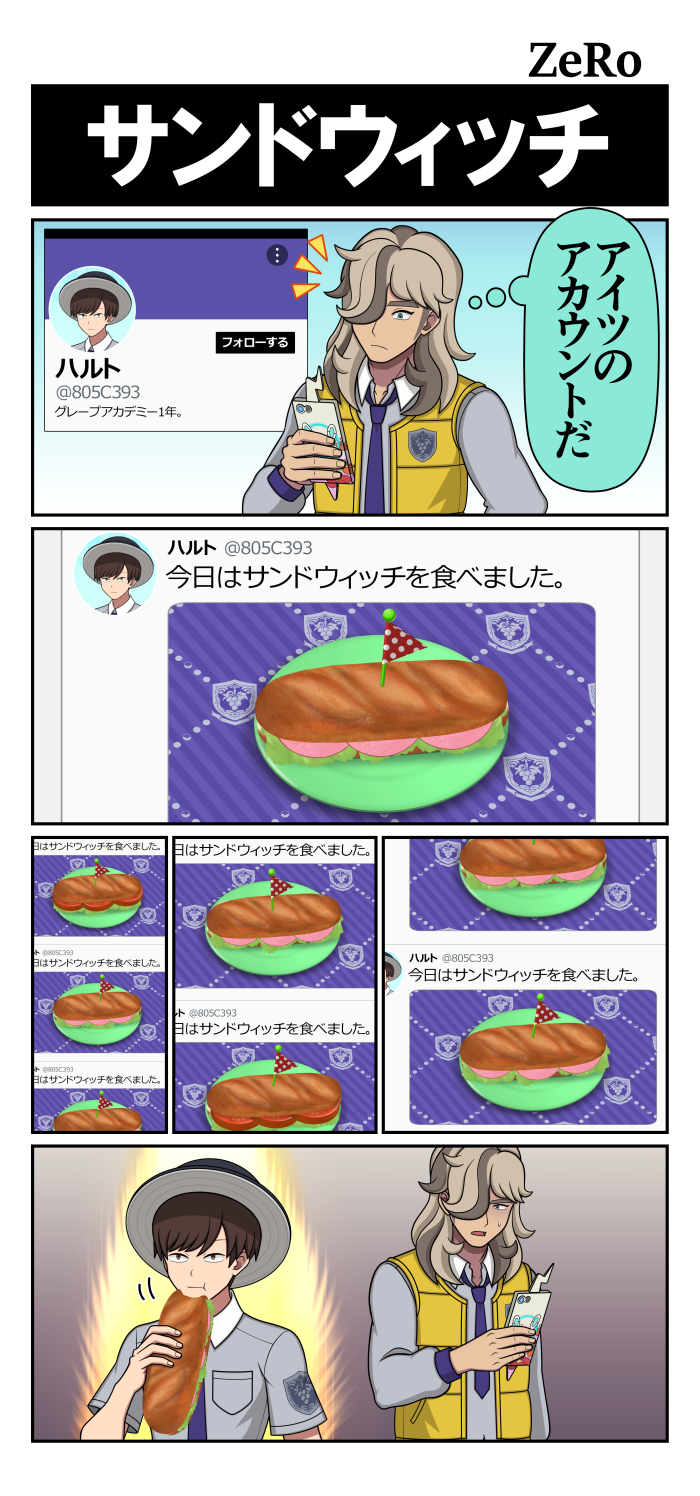 ZeRo
サンドウィッチ
アイツの
アカウントだ
フォローする
ハルト
@805C393
グレープアカデミー1年。
ハルト @805C393
今日はサンドウィッチを食べました。
日はサンドウィッチを食べました。
ト @805C393
日はサンドウィッチを食べました。
ト @805C393
日はサンドウィッチを食べました。
日はサンドウィッチを食べました。
ルト @805C393
日はサンドウィッチを食べました。
ハルト @805C393
今日はサンドウィッチを食べました。